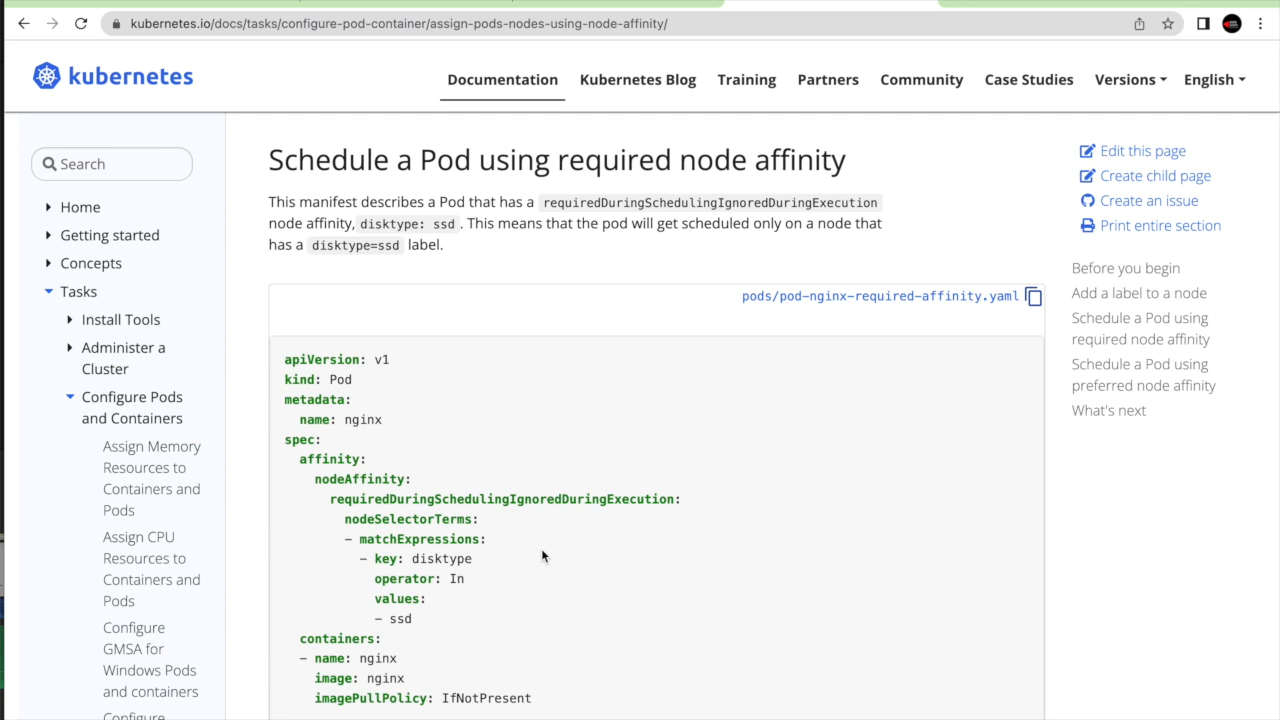 kubernetes.io/docs/tasks/configure-pod-container/assign-pods-nodes-using-node-affinity/
kubernetes
Documentation
Kubernetes Blog
Training
Partners
Community
Case Studies
Versions
English
Search
Home
Getting started
Concepts
Tasks
Install Tools
Administer a
Cluster
Configure Pods
and Containers
Assign Memory
Resources to
Containers and
Pods
Assign CPU
Resources to
Containers and
Pods
Configure
GMSA for
Windows Pods
and containers
Configure
Schedule a Pod using required node affinity
This manifest describes a Pod that has a requiredDuringSchedulingIgnoredDuringExecution
node affinity, disktype: ssd. This means that the pod will get scheduled only on a node that
has a disktype=ssd label.
pods/pod-nginx-required-affinity.yaml
apiVersion: v1
kind: Pod
metadata:
  name: nginx
spec:
  affinity:
    nodeAffinity:
      requiredDuringSchedulingIgnoredDuringExecution:
        nodeSelectorTerms:
        - matchExpressions:
          - key: disktype
            operator: In
            values:
            - ssd
  containers:
  - name: nginx
    image: nginx
    imagePullPolicy: IfNotPresent
Edit this page
Create child page
Create an issue
Print entire section
Before you begin
Add a label to a node
Schedule a Pod using
required node affinity
Schedule a Pod using
preferred node affinity
What's next